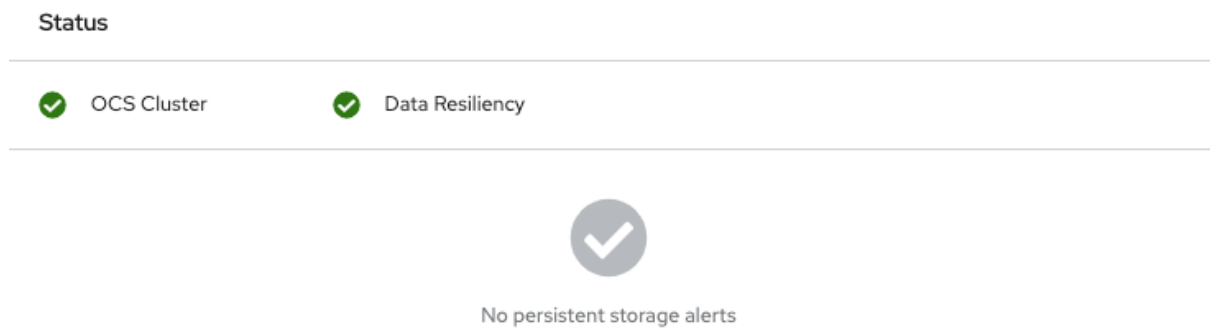 Status
OCS Cluster Data Resiliency
No persistent storage alerts